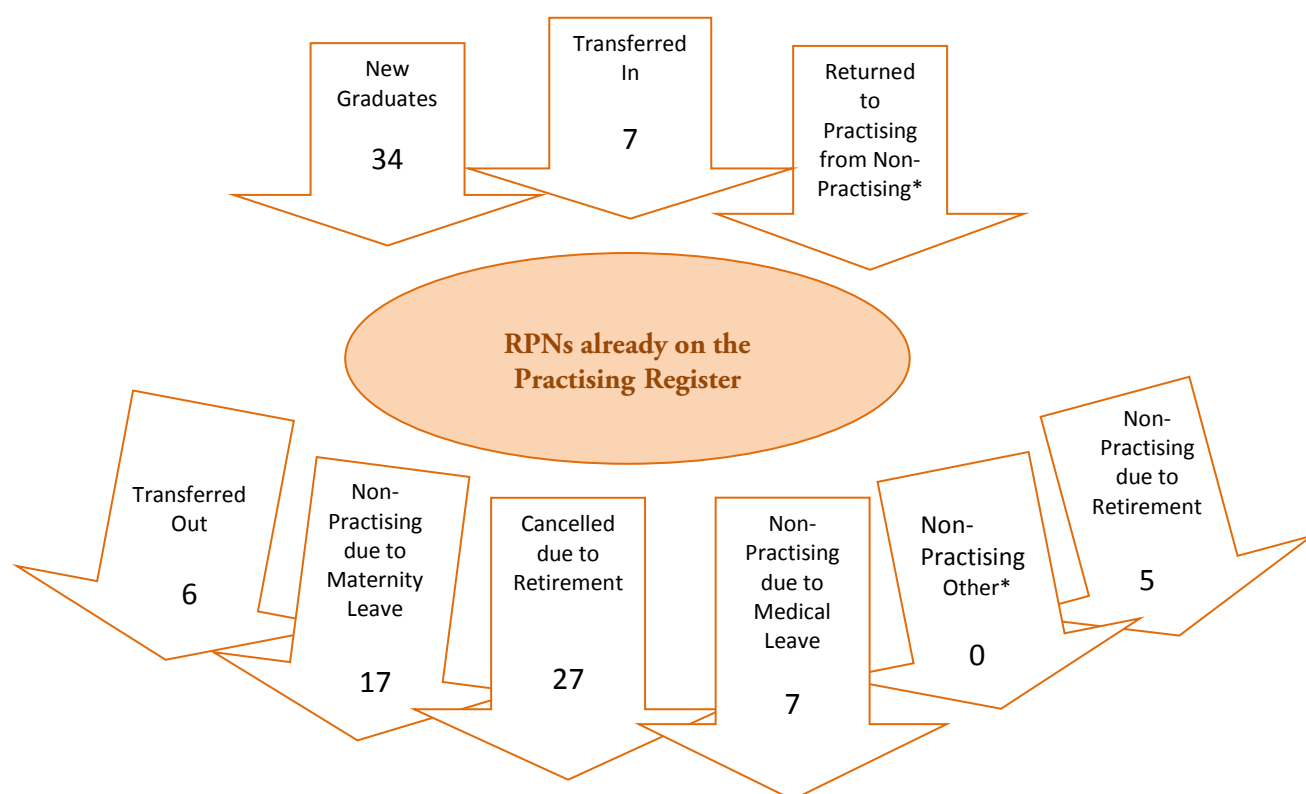 New
Graduates
34
Transferred
In
7
Returned
to
Practising
from Non-
Practising*
RPNs already on the
Practising Register
Transferred
Out
6
Non-
Practising
due to
Maternity
Leave
17
Cancelled
due to
Retirement
27
Non-
Practising
due to
Medical
Leave
7
Non-
Practising
Other*
0
Non-
Practising
due to
Retirement
5